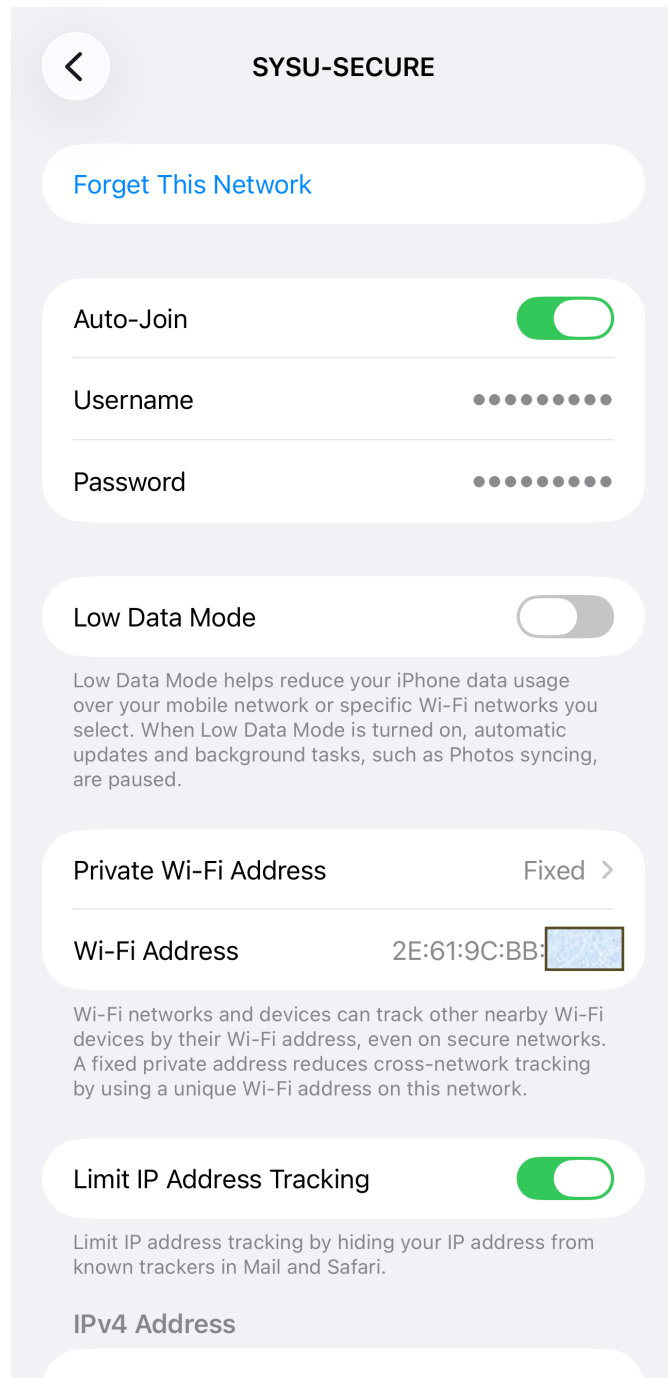 SYSU-SECURE
Forget This Network
Auto-Join
Username ●●●●●●●●●
Password ●●●●●●●●●
Low Data Mode
Low Data Mode helps reduce your iPhone data usage
over your mobile network or specific Wi-Fi networks you
select. When Low Data Mode is turned on, automatic
updates and background tasks, such as Photos syncing,
are paused.
Private Wi-Fi Address Fixed
Wi-Fi Address 2E:61:9C:BB:
Wi-Fi networks and devices can track other nearby Wi-Fi
devices by their Wi-Fi address, even on secure networks.
A fixed private address reduces cross-network tracking
by using a unique Wi-Fi address on this network.
Limit IP Address Tracking
Limit IP address tracking by hiding your IP address from
known trackers in Mail and Safari.
IPv4 Address